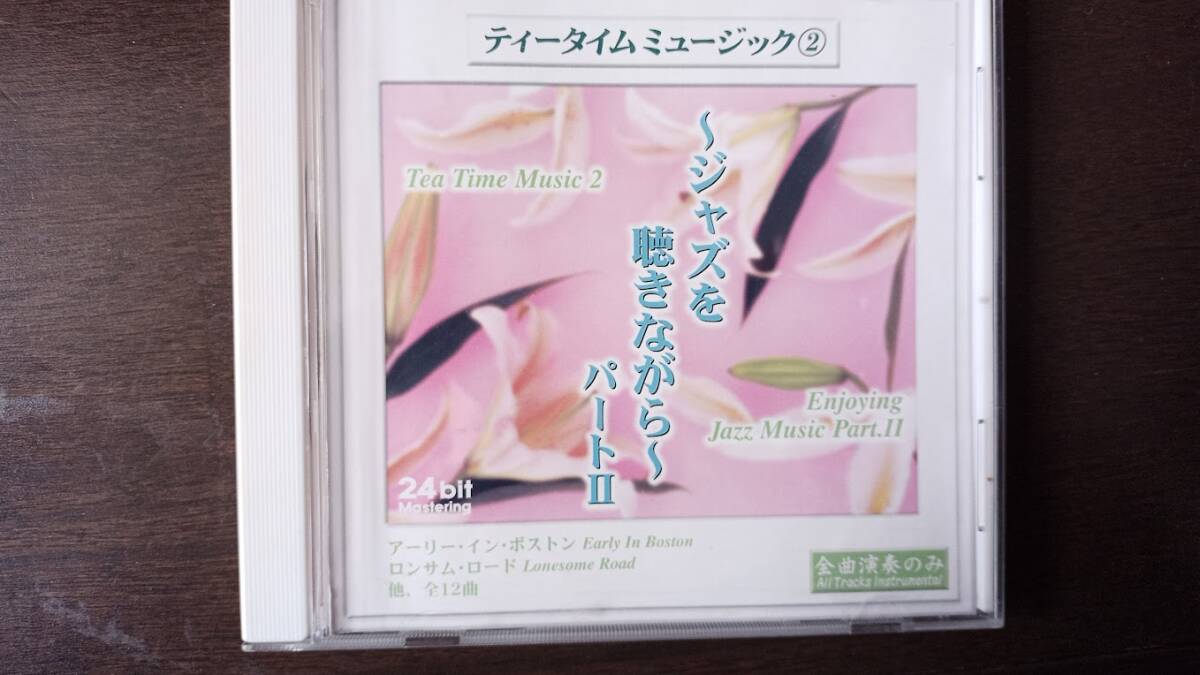 ティータイム ミュージック②
Tea Time Music 2
～ジャズを
聴きながら～
パートⅡ
Enjoying
Jazz Music Part.II
24bit
Mastering
アーリー・イン・ボストン Early In Boston
ロンサム・ロード Lonesome Road
他、全12曲
全曲演奏のみ
All Tracks Instrumental